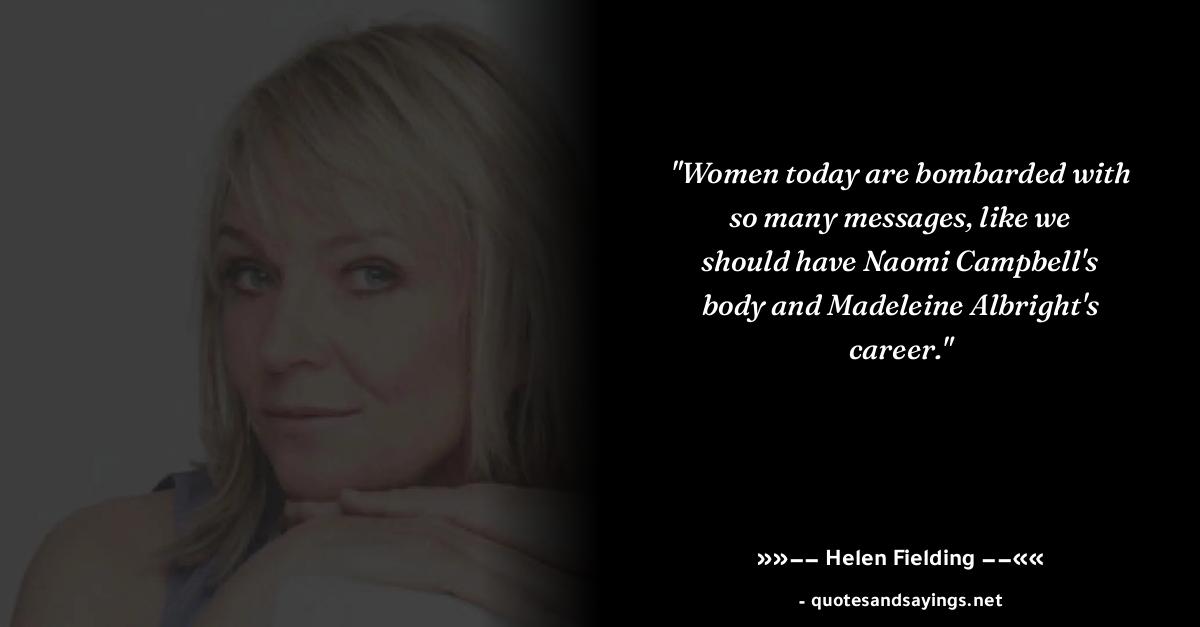 "Women today are bombarded with
so many messages, like we
should have Naomi Campbell's
body and Madeleine Albright's
career."
»»−− Helen Fielding −−««
- quotesandsayings.net